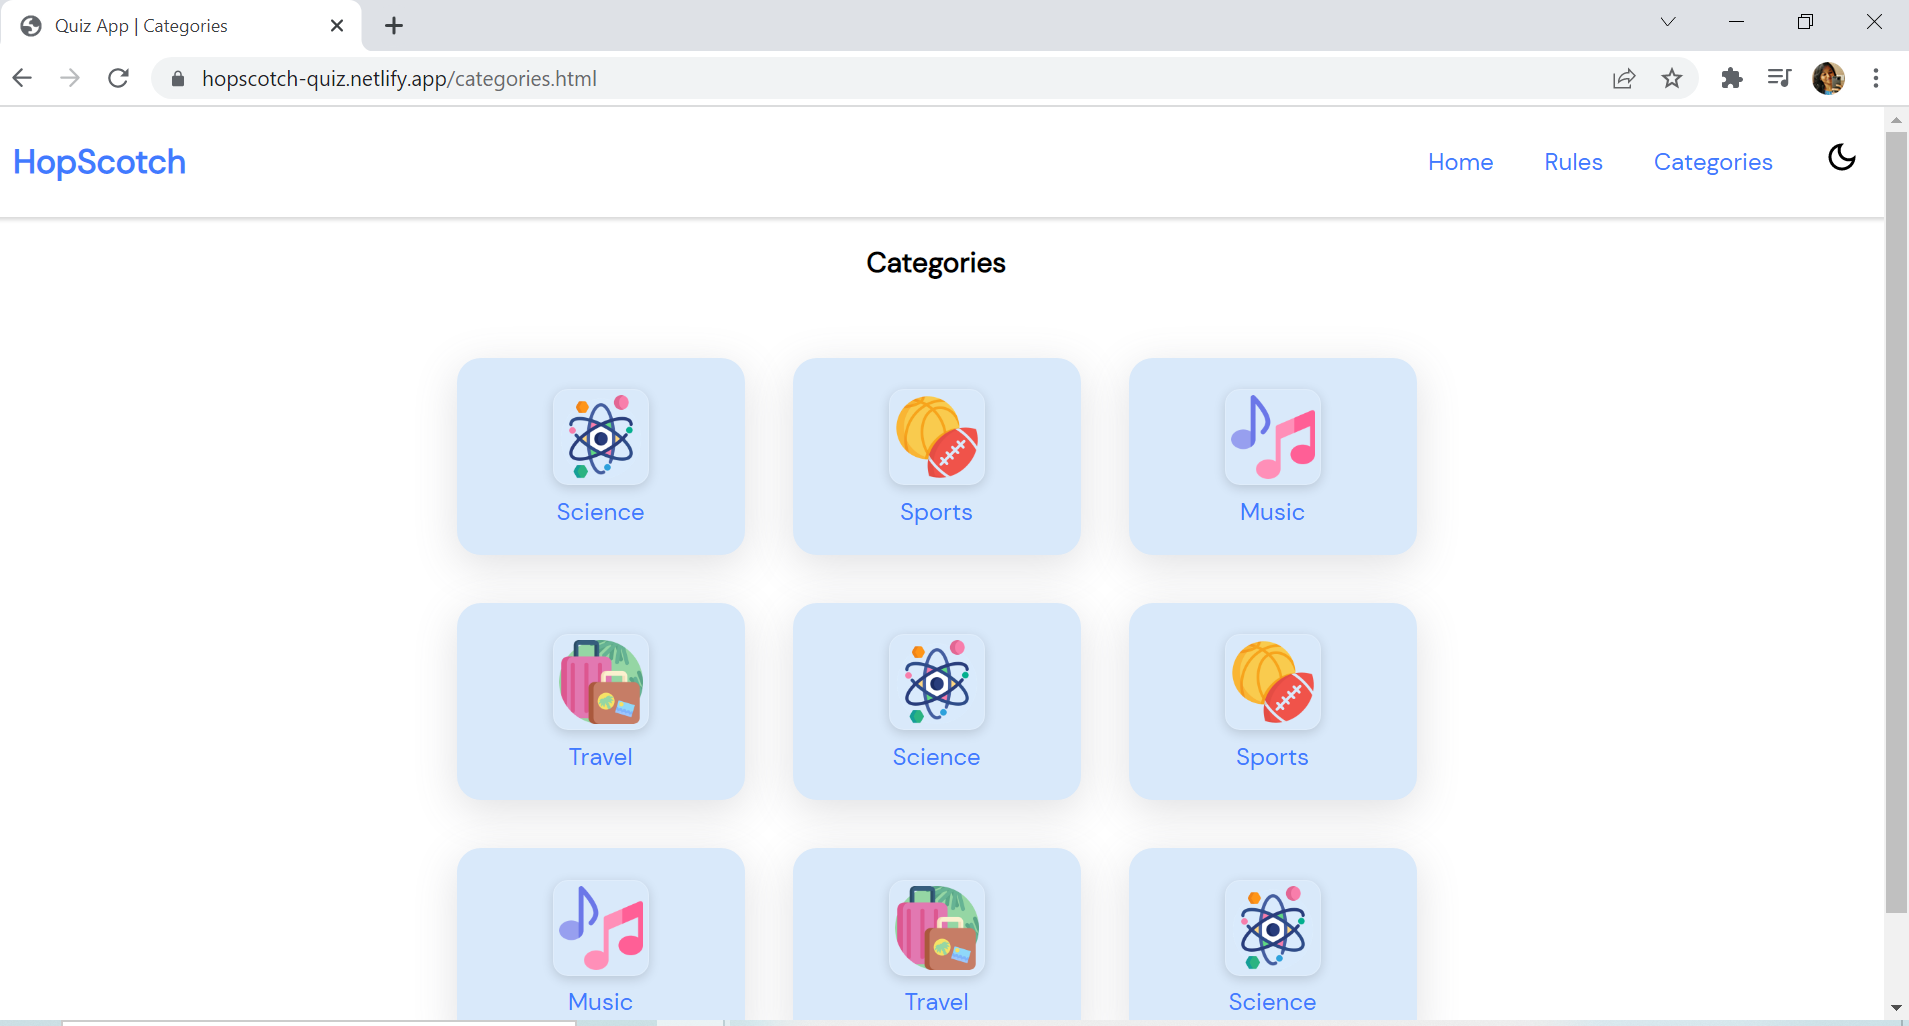 Quiz App | Categories
hopscotch-quiz.netlify.app/categories.html
HopScotch
Home Rules Categories
Categories
Science Sports Music
Travel Science Sports
Music Travel Science